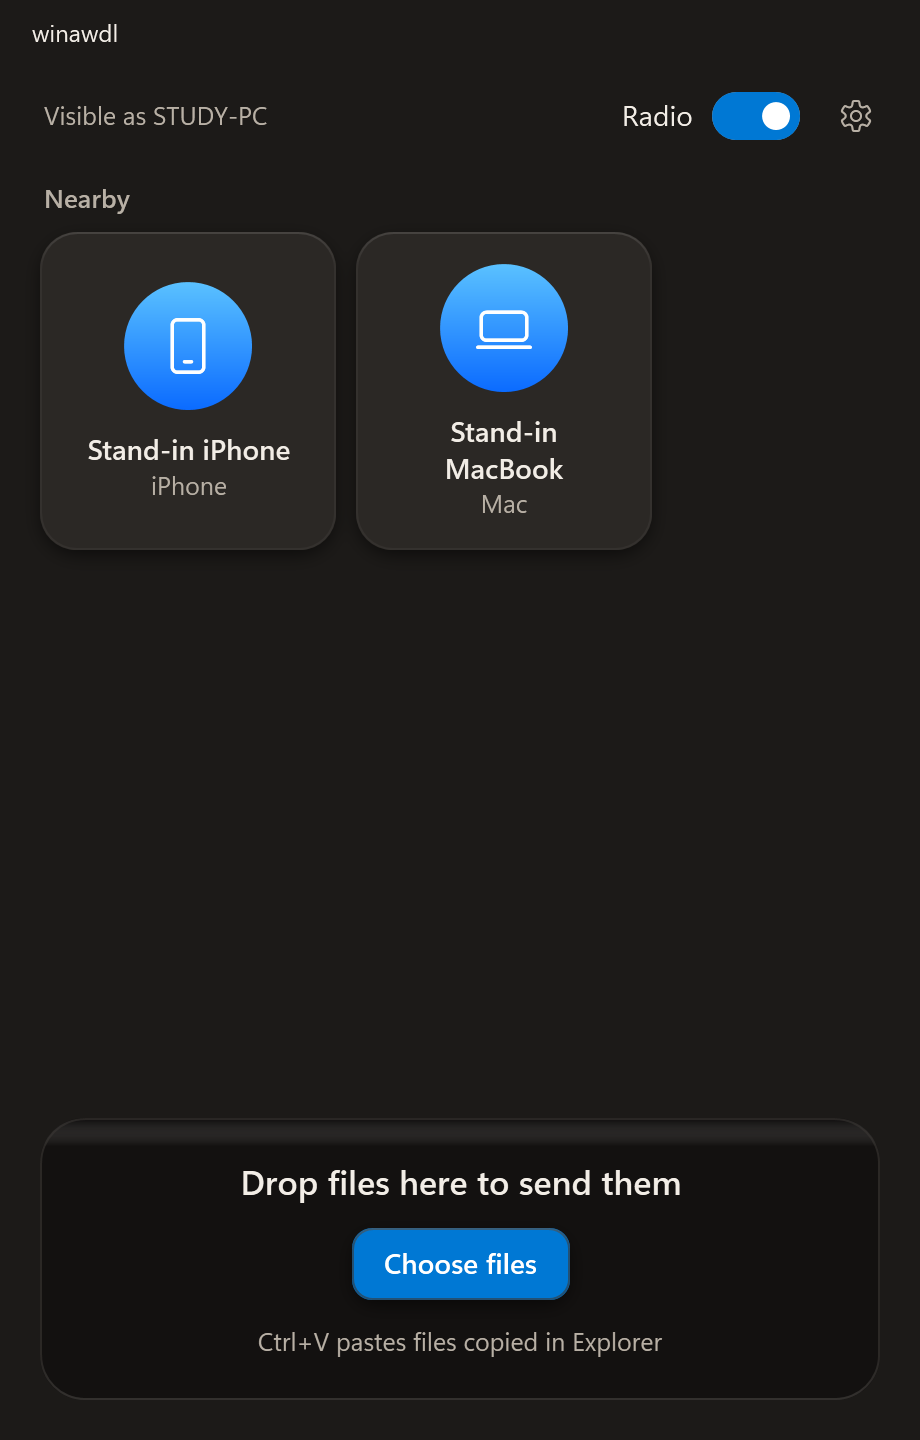 winawdl
Visible as STUDY-PC
Radio
Nearby
Stand-in iPhone
iPhone
Stand-in
MacBook
Mac
Drop files here to send them
Choose files
Ctrl+V pastes files copied in Explorer